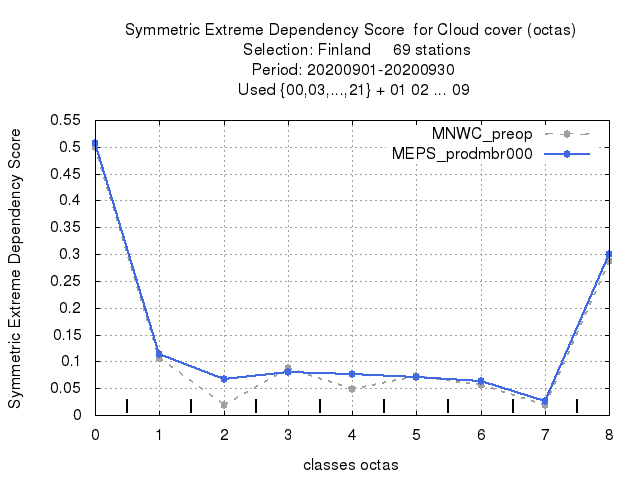 Symmetric Extreme Dependency Score  for Cloud cover (octas)
Selection: Finland     69 stations
Period: 20200901-20200930
Used {00,03,...,21} + 01 02 ... 09
Symmetric Extreme Dependency Score
0.55
0.5
0.45
0.4
0.35
0.3
0.25
0.2
0.15
0.1
0.05
0
MNWC_preop
MEPS_prodmbr000
0 1 2 3 4 5 6 7 8
classes octas